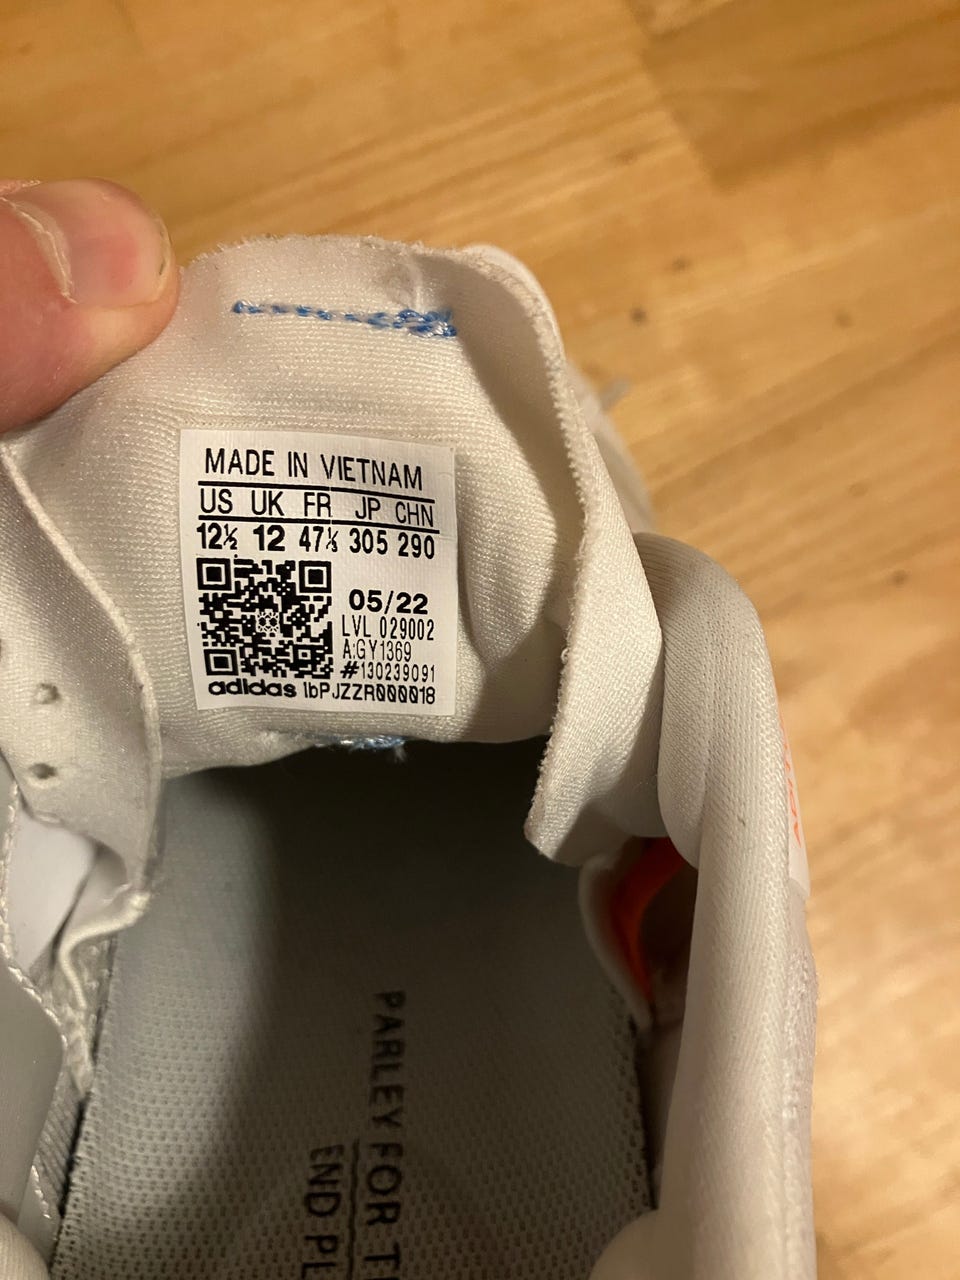 MADE IN VIETNAM
US UK FR JP CHN
12½ 12 47⅓ 305 290
05/22
LVL 029002
A:GY1369
#130239091
adidas lbPJZZR000018
PARLEY FOR T
END PL